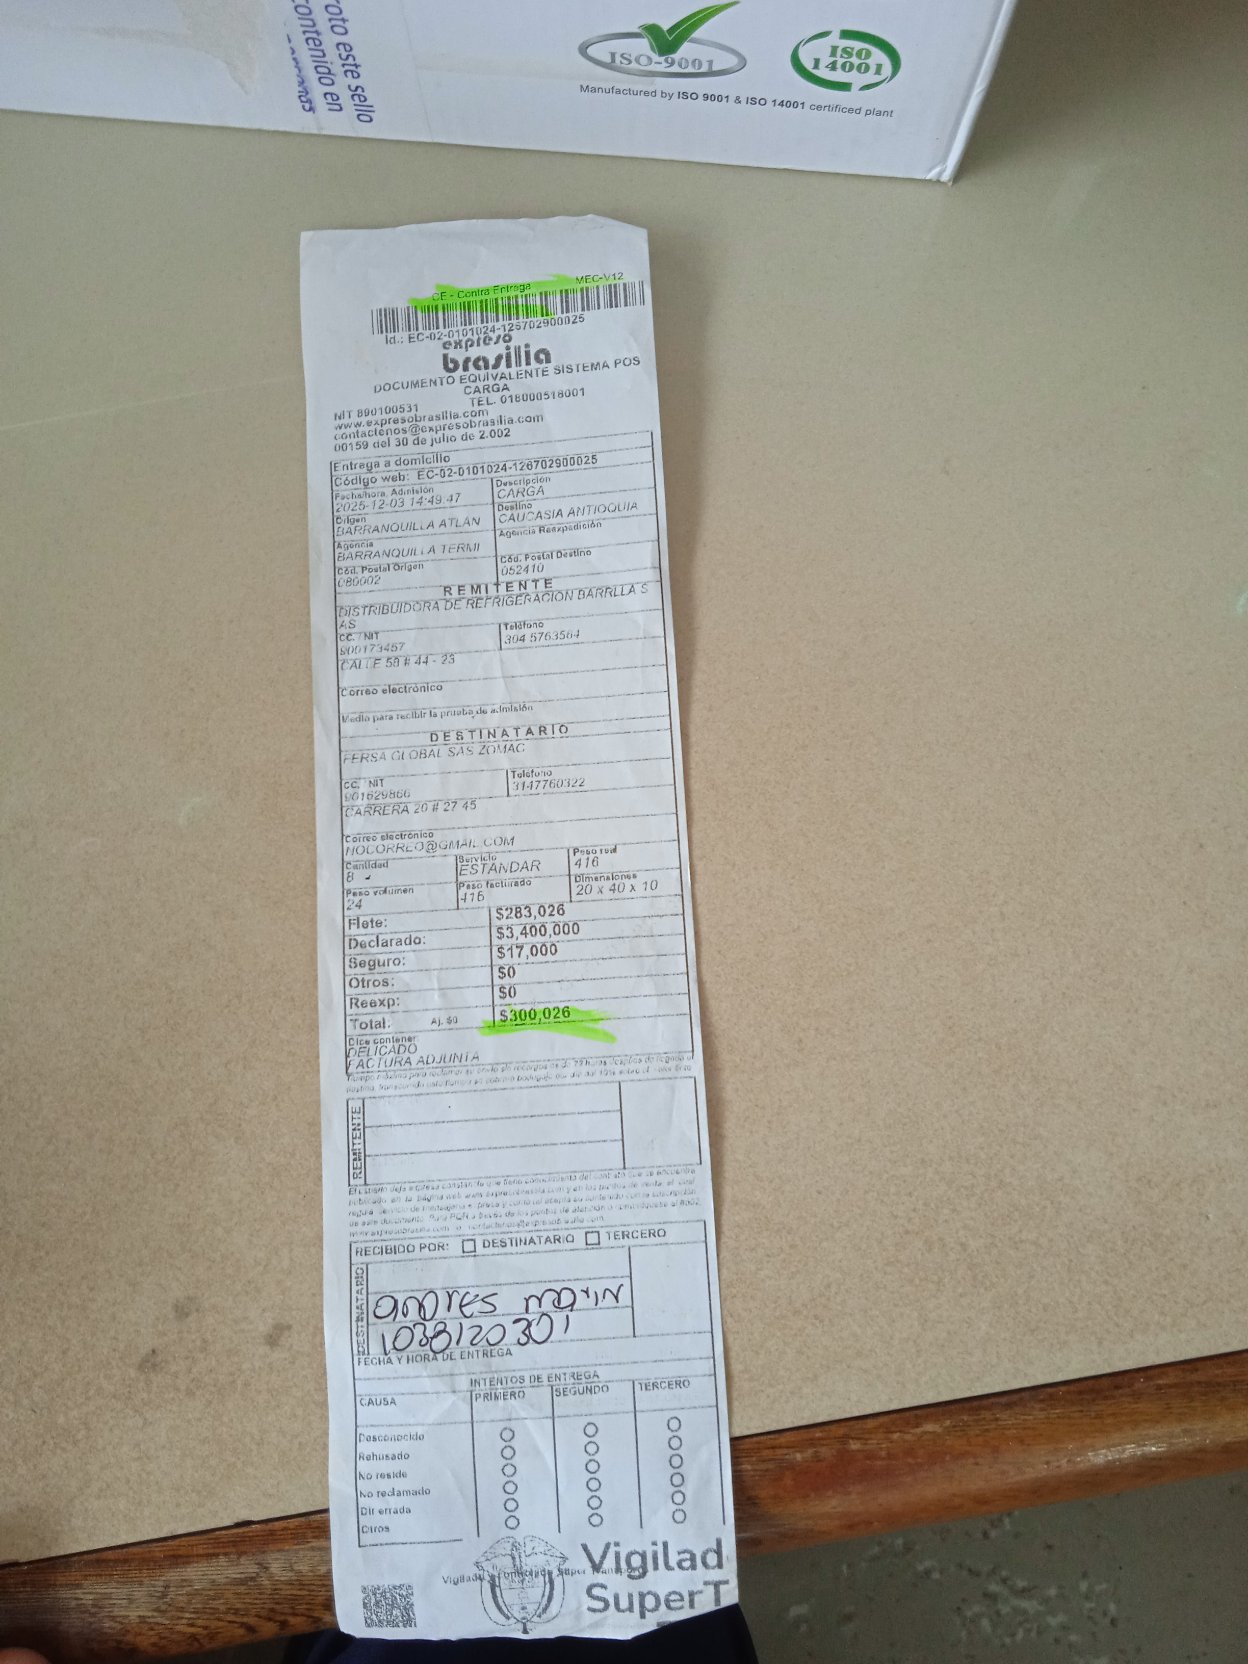 roto este sello
contenido en
ISO-9001
ISO
14001
Manufactured by ISO 9001 & ISO 14001 certificed plant
CE - Contra Entrega MEC-V12
Id.: EC-02-0101024-126702900025
expreso
brasilia
DOCUMENTO EQUIVALENTE SISTEMA POS
CARGA
NIT 890100531 TEL. 018000518001
www.expresobrasilia.com
contactenos@expresobrasilia.com
00159 del 30 de julio de 2.002
Entrega a domicilio
Código web: EC-02-0101024-126702900025
Fecha/hora. Admisión Descripción
2025-12-03 14:49.47 CARGA
Origen Destino
BARRANQUILLA ATLAN CAUCASIA ANTIOQUIA
Agencia Agencia Reexpedición
BARRANQUILLA TERMI
Cód. Postal Origen Cód. Postal Destino
080002 052410
REMITENTE
DISTRIBUIDORA DE REFRIGERACION BARRLLA S
AS
CC. / NIT Teléfono
900173457 304 5763564
CALLE 58 # 44 - 23
Correo electrónico
Medio para recibir la prueba de admisión
DESTINATARIO
FERSA GLOBAL SAS ZOMAC
CC. / NIT Teléfono
901629866 3147760322
CARRERA 20 # 27 45
Correo electrónico
NOCORREO@GMAIL.COM
Cantidad Servicio Peso real
8 ESTANDAR 416
Peso volumen Peso facturado Dimensiones
24 416 20 x 40 x 10
Flete: $283,026
Declarado: $3,400,000
Seguro: $17,000
Otros: $0
Reexp: $0
Total: Aj. $0 $300,026
Dice contener
DELICADO
FACTURA ADJUNTA
REMITENTE
RECIBIDO POR: DESTINATARIO TERCERO
DESTINATARIO
andres marin
1038120301
FECHA Y HORA DE ENTREGA
INTENTOS DE ENTREGA
CAUSA PRIMERO SEGUNDO TERCERO
Desconocido
Rehusado
No reside
No reclamado
Dir errada
Otros
Vigilad
SuperT